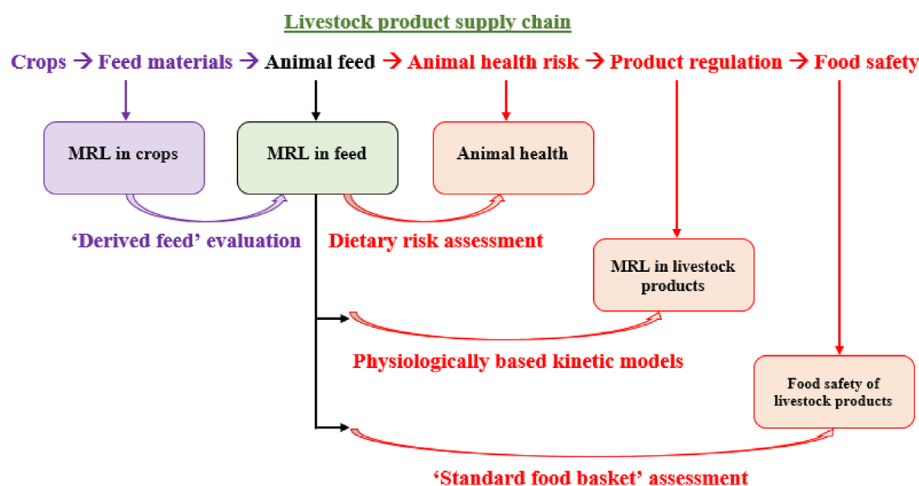 Livestock product supply chain
Crops → Feed materials → Animal feed → Animal health risk → Product regulation → Food safety
MRL in crops
MRL in feed
Animal health
'Derived feed' evaluation
Dietary risk assessment
MRL in livestock
products
Physiologically based kinetic models
Food safety of
livestock products
'Standard food basket' assessment